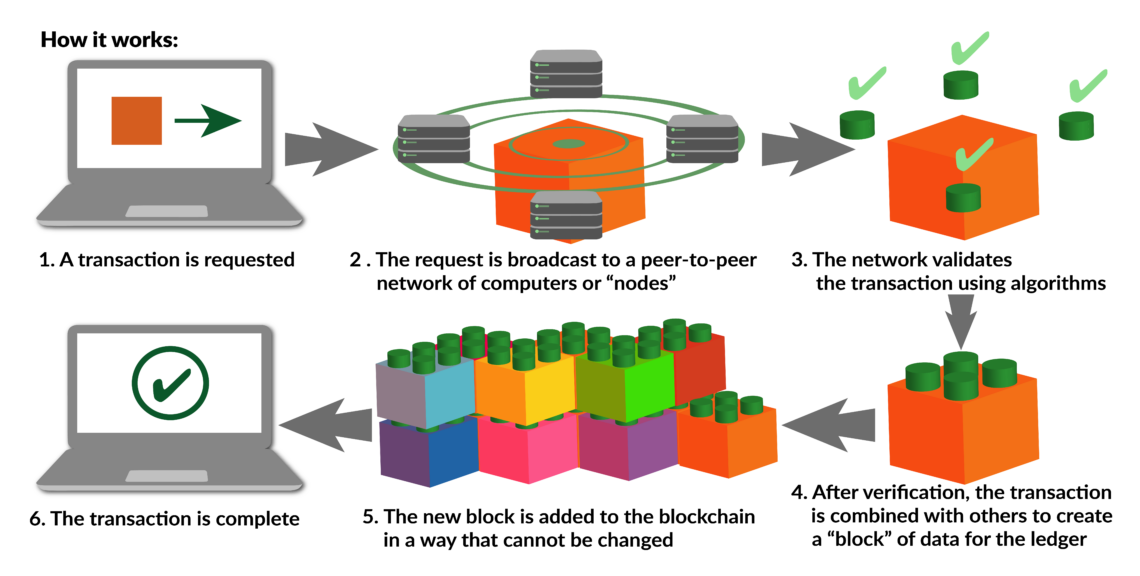 How it works:
1. A transaction is requested
2 . The request is broadcast to a peer-to-peer
network of computers or “nodes”
3. The network validates
the transaction using algorithms
4. After verification, the transaction
is combined with others to create
a “block” of data for the ledger
5. The new block is added to the blockchain
in a way that cannot be changed
6. The transaction is complete